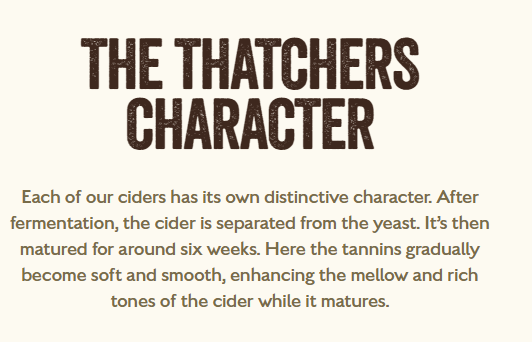 THE THATCHERS
CHARACTER
Each of our ciders has its own distinctive character. After
fermentation, the cider is separated from the yeast. It’s then
matured for around six weeks. Here the tannins gradually
become soft and smooth, enhancing the mellow and rich
tones of the cider while it matures.